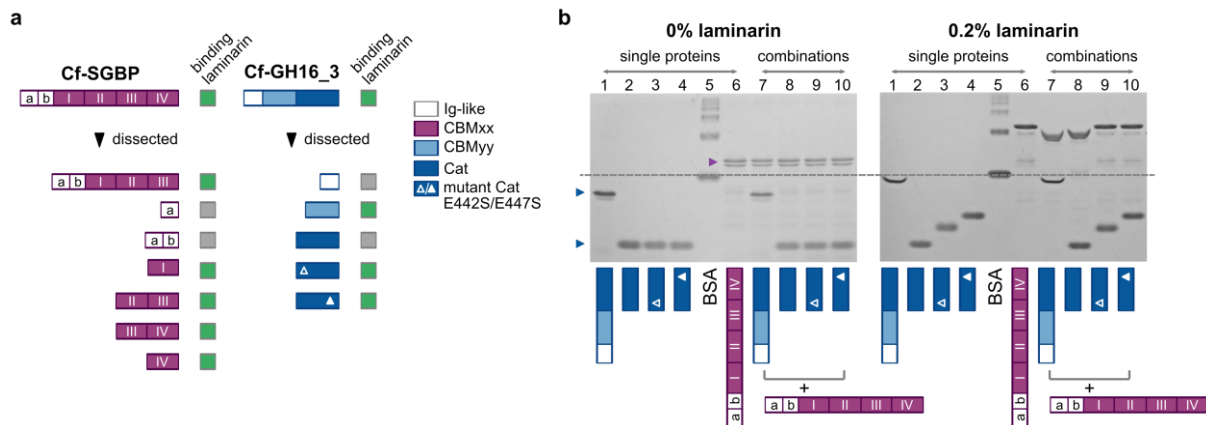 a
Cf-SGBP
binding
laminarin
Cf-GH16_3
binding
laminarin
a b I II III IV
dissected
dissected
a b I II III
a
a b
I
II III
III IV
IV
Ig-like
CBMxx
CBMyy
Cat
mutant Cat
E442S/E447S
b
0% laminarin
0.2% laminarin
single proteins
combinations
single proteins
combinations
1 2 3 4 5 6 7 8 9 10
1 2 3 4 5 6 7 8 9 10
BSA
a b I II III IV
BSA
a b I II III IV
+
+
a b I II III IV
a b I II III IV